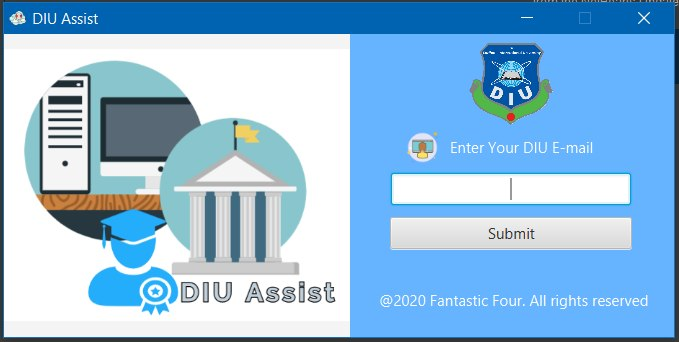 DIU Assist
DIU
Enter Your DIU E-mail
Submit
DIU Assist
@2020 Fantastic Four. All rights reserved